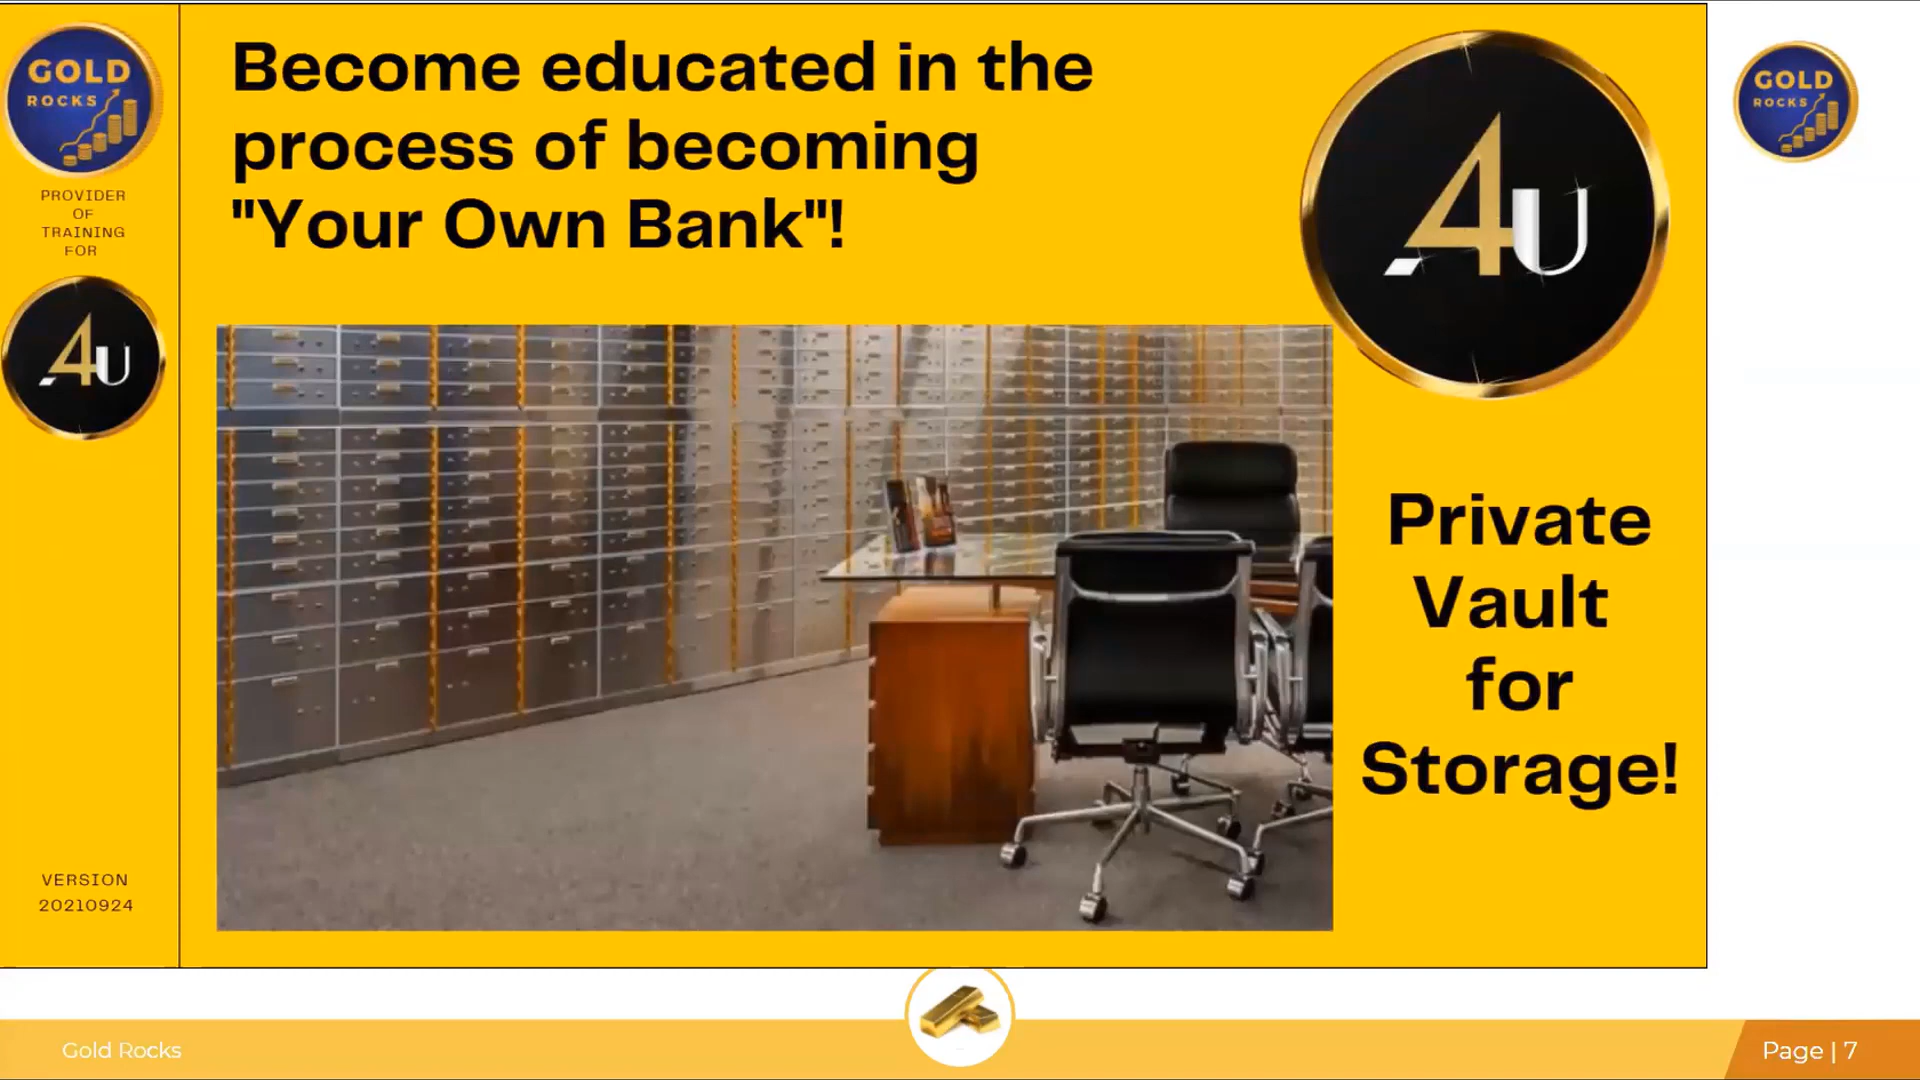 GOLD
ROCKS
PROVIDER
OF
TRAINING
FOR
4U
VERSION
20210924
Become educated in the
process of becoming
"Your Own Bank"!
4U
Private
Vault
for
Storage!
GOLD
ROCKS
Gold Rocks
Page | 7